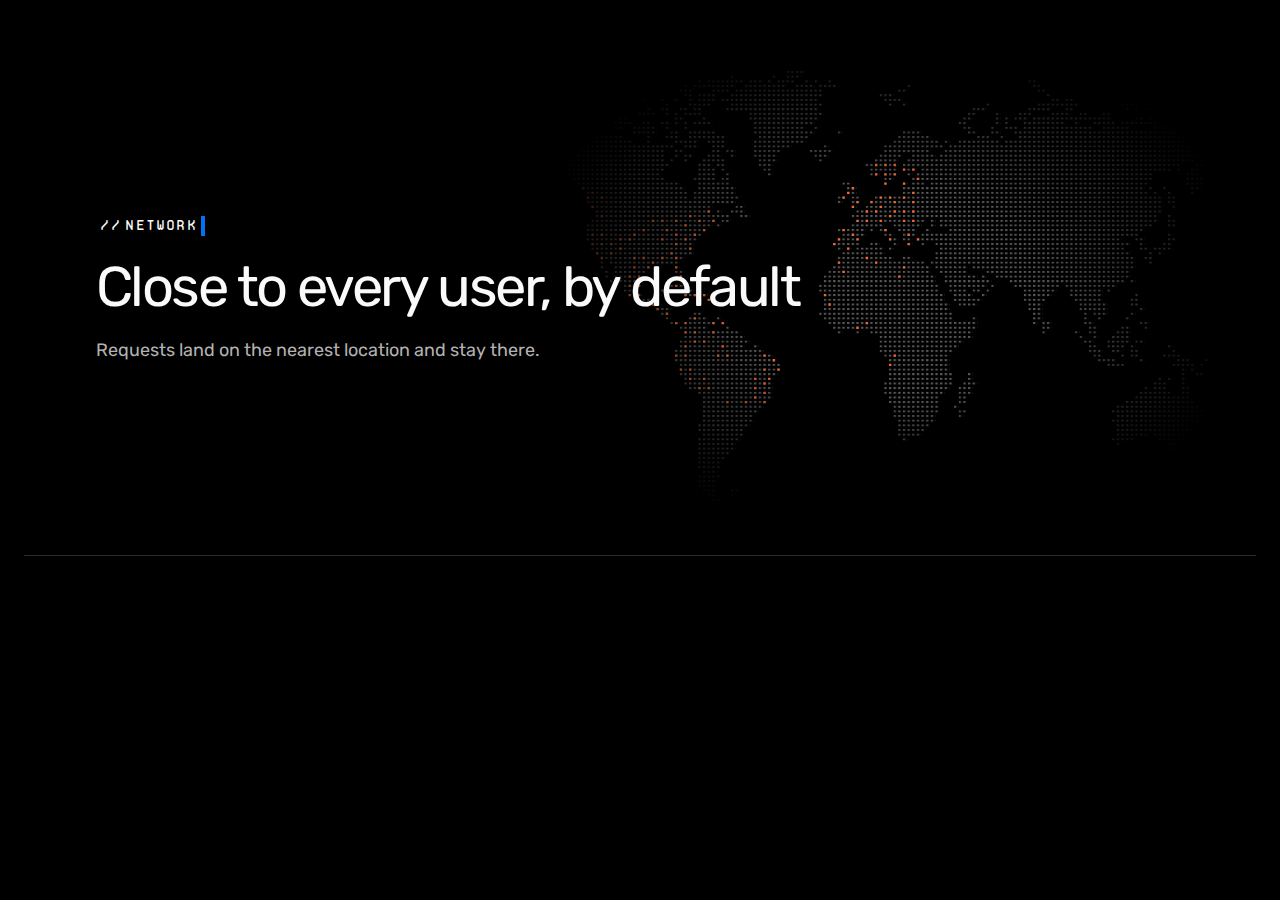 // NETWORK
Close to every user, by default
Requests land on the nearest location and stay there.